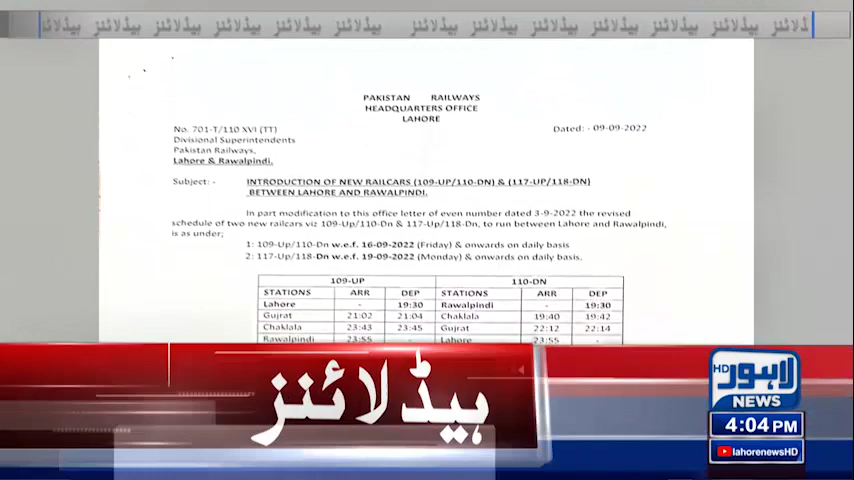 ہیڈلائنز ہیڈلائنز ہیڈلائنز ہیڈلائنز ہیڈلائنز ہیڈلائنز ہیڈلائنز ہیڈلائنز
PAKISTAN RAILWAYS
HEADQUARTERS OFFICE
LAHORE
No. 701-T/110 XVI (TT) Dated: - 09-09-2022
Divisional Superintendents
Pakistan Railways,
Lahore & Rawalpindi.
Subject: - INTRODUCTION OF NEW RAILCARS (109-UP/110-DN) & (117-UP/118-DN)
BETWEEN LAHORE AND RAWALPINDI.
In part modification to this office letter of even number dated 3-9-2022 the revised
schedule of two new railcars viz 109-Up/110-Dn & 117-Up/118-Dn, to run between Lahore and Rawalpindi,
is as under;
1: 109-Up/110-Dn w.e.f. 16-09-2022 (Friday) & onwards on daily basis
2: 117-Up/118-Dn w.e.f. 19-09-2022 (Monday) & onwards on daily basis.
109-UP 110-DN
STATIONS ARR DEP STATIONS ARR DEP
Lahore - 19:30 Rawalpindi - 19:30
Gujrat 21:02 21:04 Chaklala 19:40 19:42
Chaklala 23:43 23:45 Gujrat 22:12 22:14
Rawalpindi 23:55 - Lahore 23:55 -
ہیڈلائنز
HD لاہور
NEWS
4:04 PM
lahorenewsHD